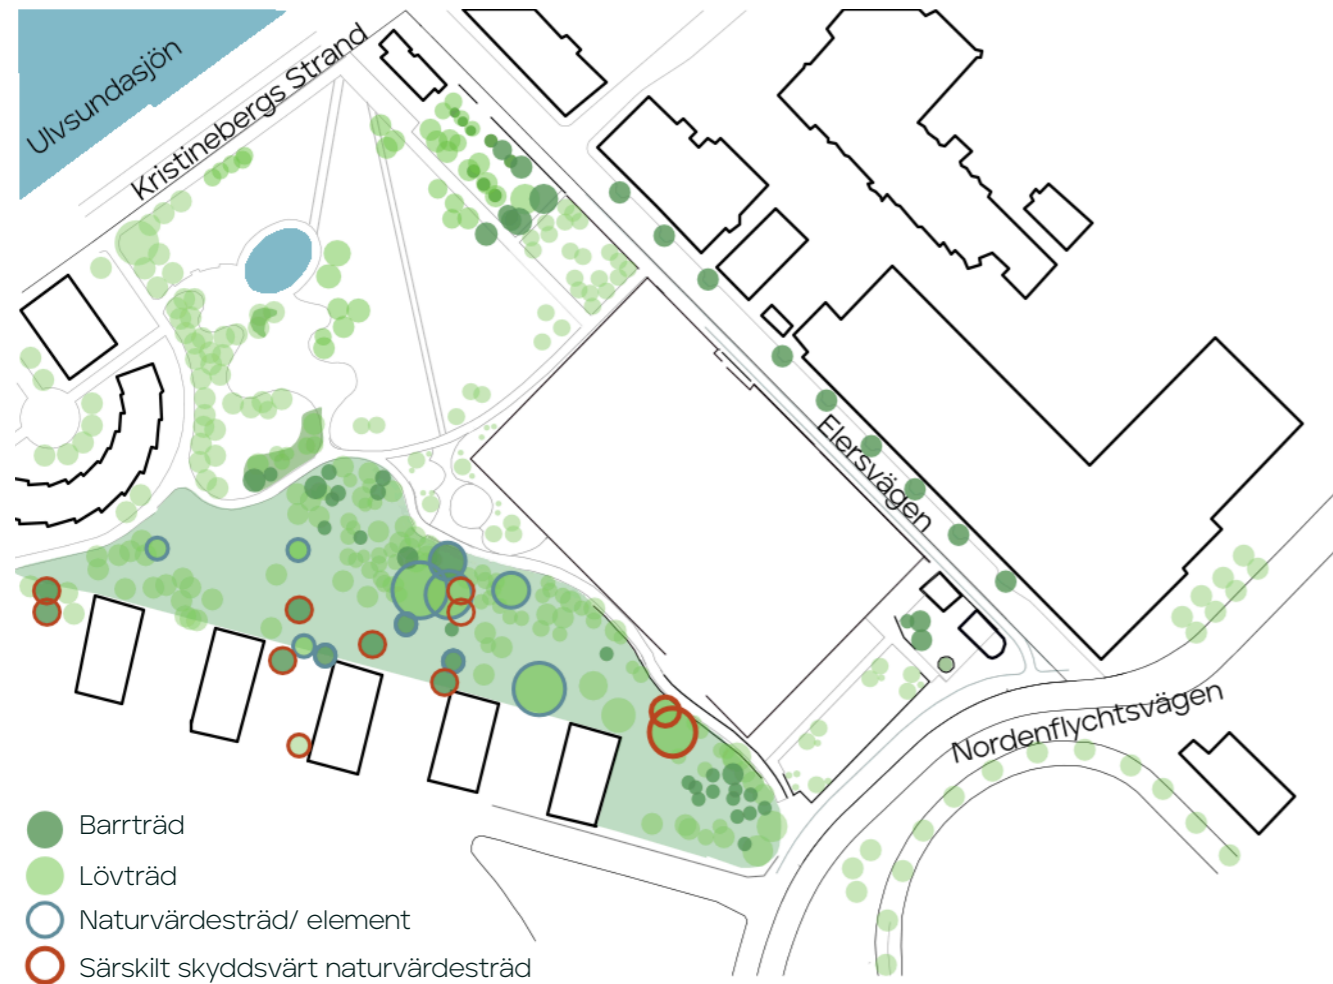 Ulvsundasjön
Kristinebergs Strand
Elersvägen
Nordenflychtsvägen
Barrträd
Lövträd
Naturvärdesträd/ element
Särskilt skyddsvärt naturvärdesträd